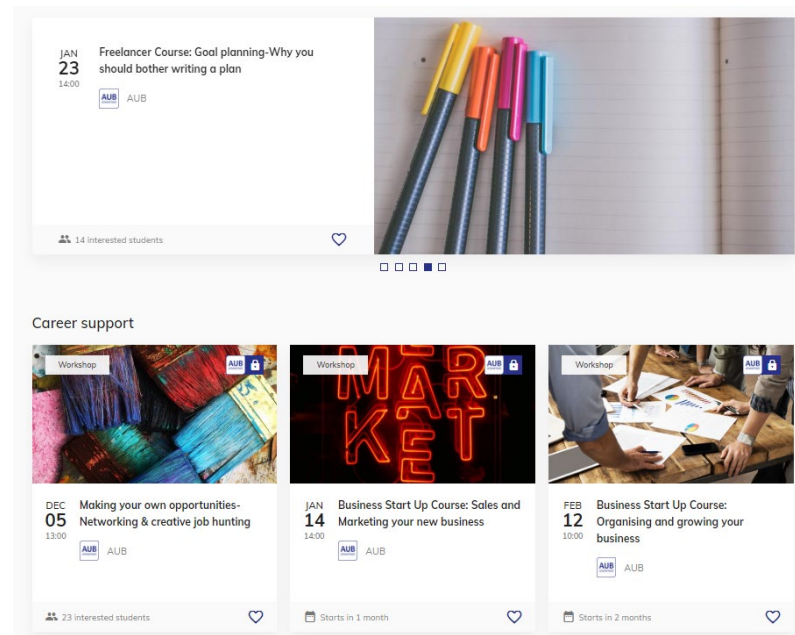 JAN
23
14:00
Freelancer Course: Goal planning-Why you
should bother writing a plan
AUB
AUB
14 interested students
Career support
Workshop
AUB
DEC
05
13:00
Making your own opportunities-
Networking & creative job hunting
AUB
AUB
23 interested students
Workshop
AUB
MAR
KET
JAN
14
14:00
Business Start Up Course: Sales and
Marketing your new business
AUB
AUB
Starts in 1 month
Workshop
AUB
FEB
12
10:00
Business Start Up Course:
Organising and growing your
business
AUB
AUB
Starts in 2 months